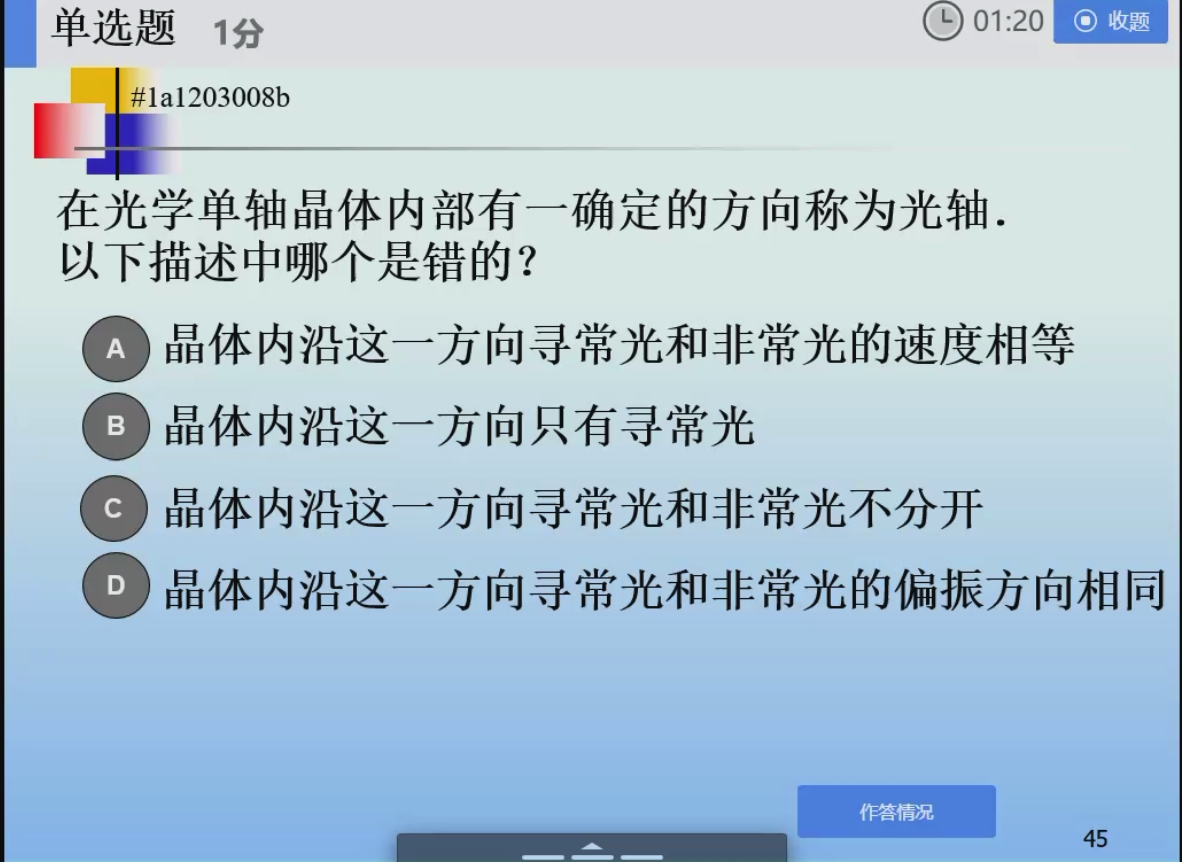 单选题 1分
01:20 收题
#1a1203008b
在光学单轴晶体内部有一确定的方向称为光轴.
以下描述中哪个是错的?
A 晶体内沿这一方向寻常光和非常光的速度相等
B 晶体内沿这一方向只有寻常光
C 晶体内沿这一方向寻常光和非常光不分开
D 晶体内沿这一方向寻常光和非常光的偏振方向相同
作答情况
45